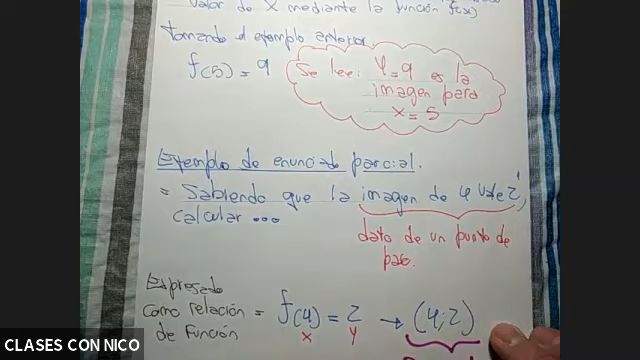 valor de X mediante la función f(x)
tomando el ejemplo anterior.
f(5) = 9
Se lee: Y=9 es la
imagen para
x = 5
Ejemplo de enunciado parcial.
= Sabiendo que la imagen de 4 vale 2,
calcular ...
dato de un punto de
paso.
Expresado
como relación = f(4) = 2 → (4;2)
de función
x y
CLASES CON NICO